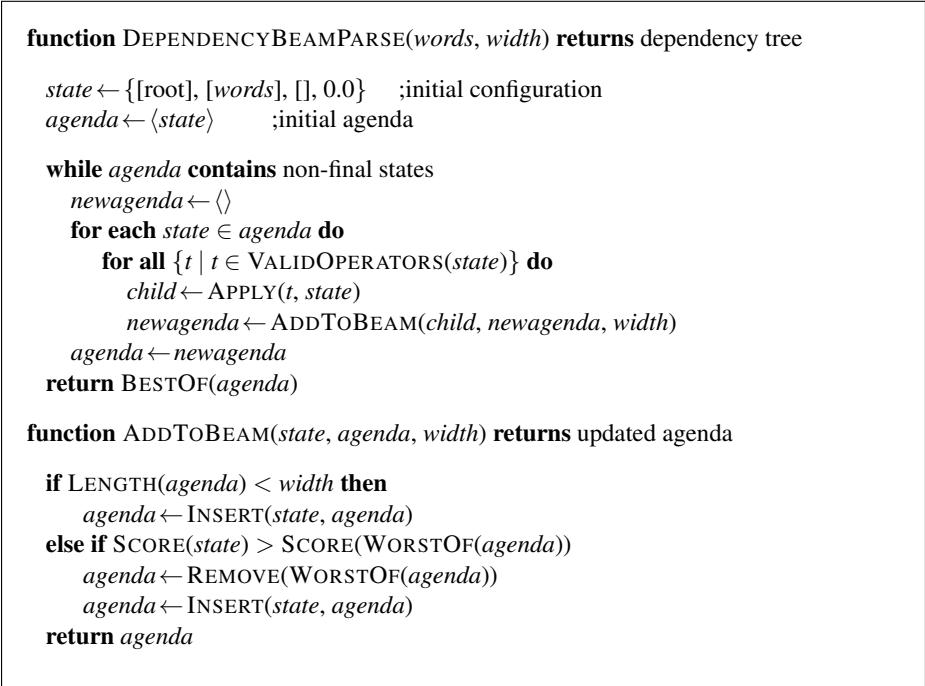 function DEPENDENCYBEAMPARSE(words, width) returns dependency tree
state←{[root], [words], [], 0.0} ;initial configuration
agenda←⟨state⟩ ;initial agenda
while agenda contains non-final states
newagenda←⟨⟩
for each state ∈ agenda do
for all {t | t ∈ VALIDOPERATORS(state)} do
child←APPLY(t, state)
newagenda←ADDTOBEAM(child, newagenda, width)
agenda←newagenda
return BESTOF(agenda)
function ADDTOBEAM(state, agenda, width) returns updated agenda
if LENGTH(agenda) < width then
agenda←INSERT(state, agenda)
else if SCORE(state) > SCORE(WORSTOF(agenda))
agenda←REMOVE(WORSTOF(agenda))
agenda←INSERT(state, agenda)
return agenda